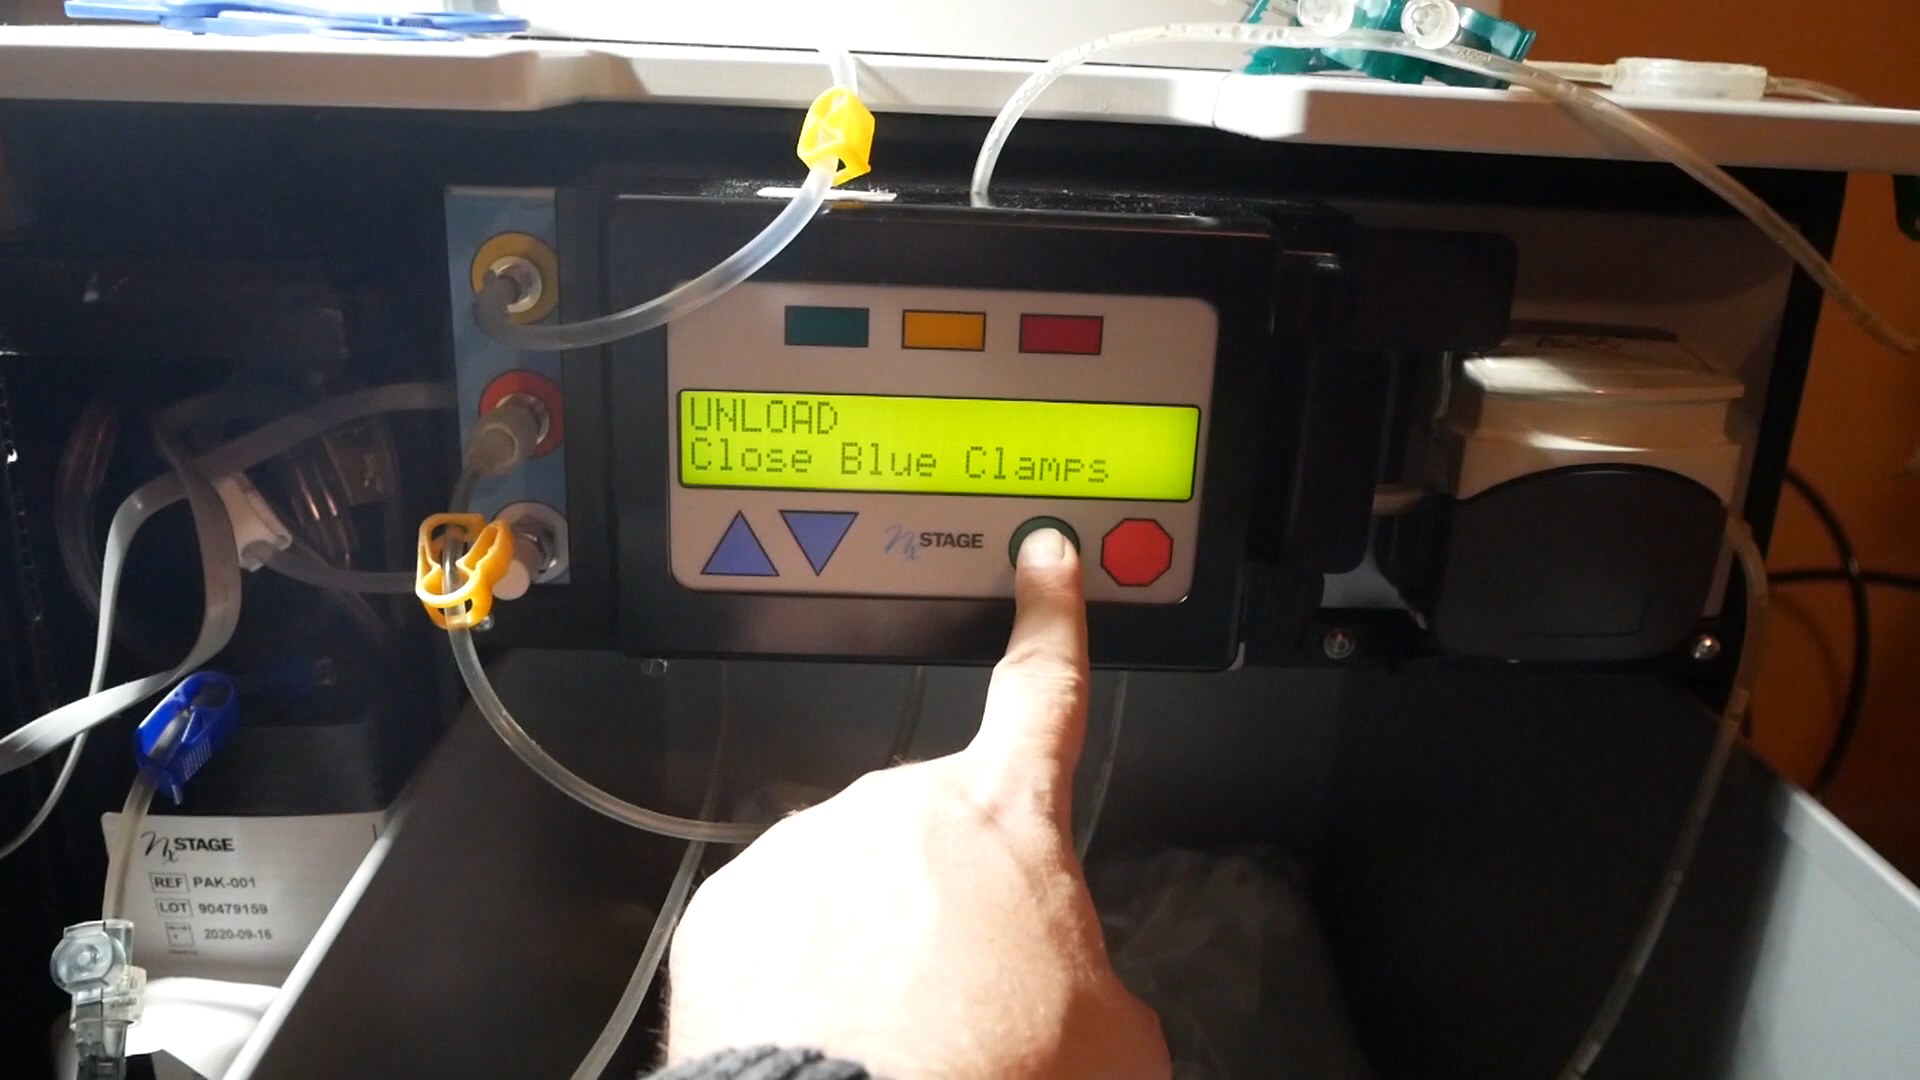 UNLOAD
Close Blue Clamps
NxSTAGE
NxSTAGE
REF PAK-001
LOT 90479159
2020-09-16